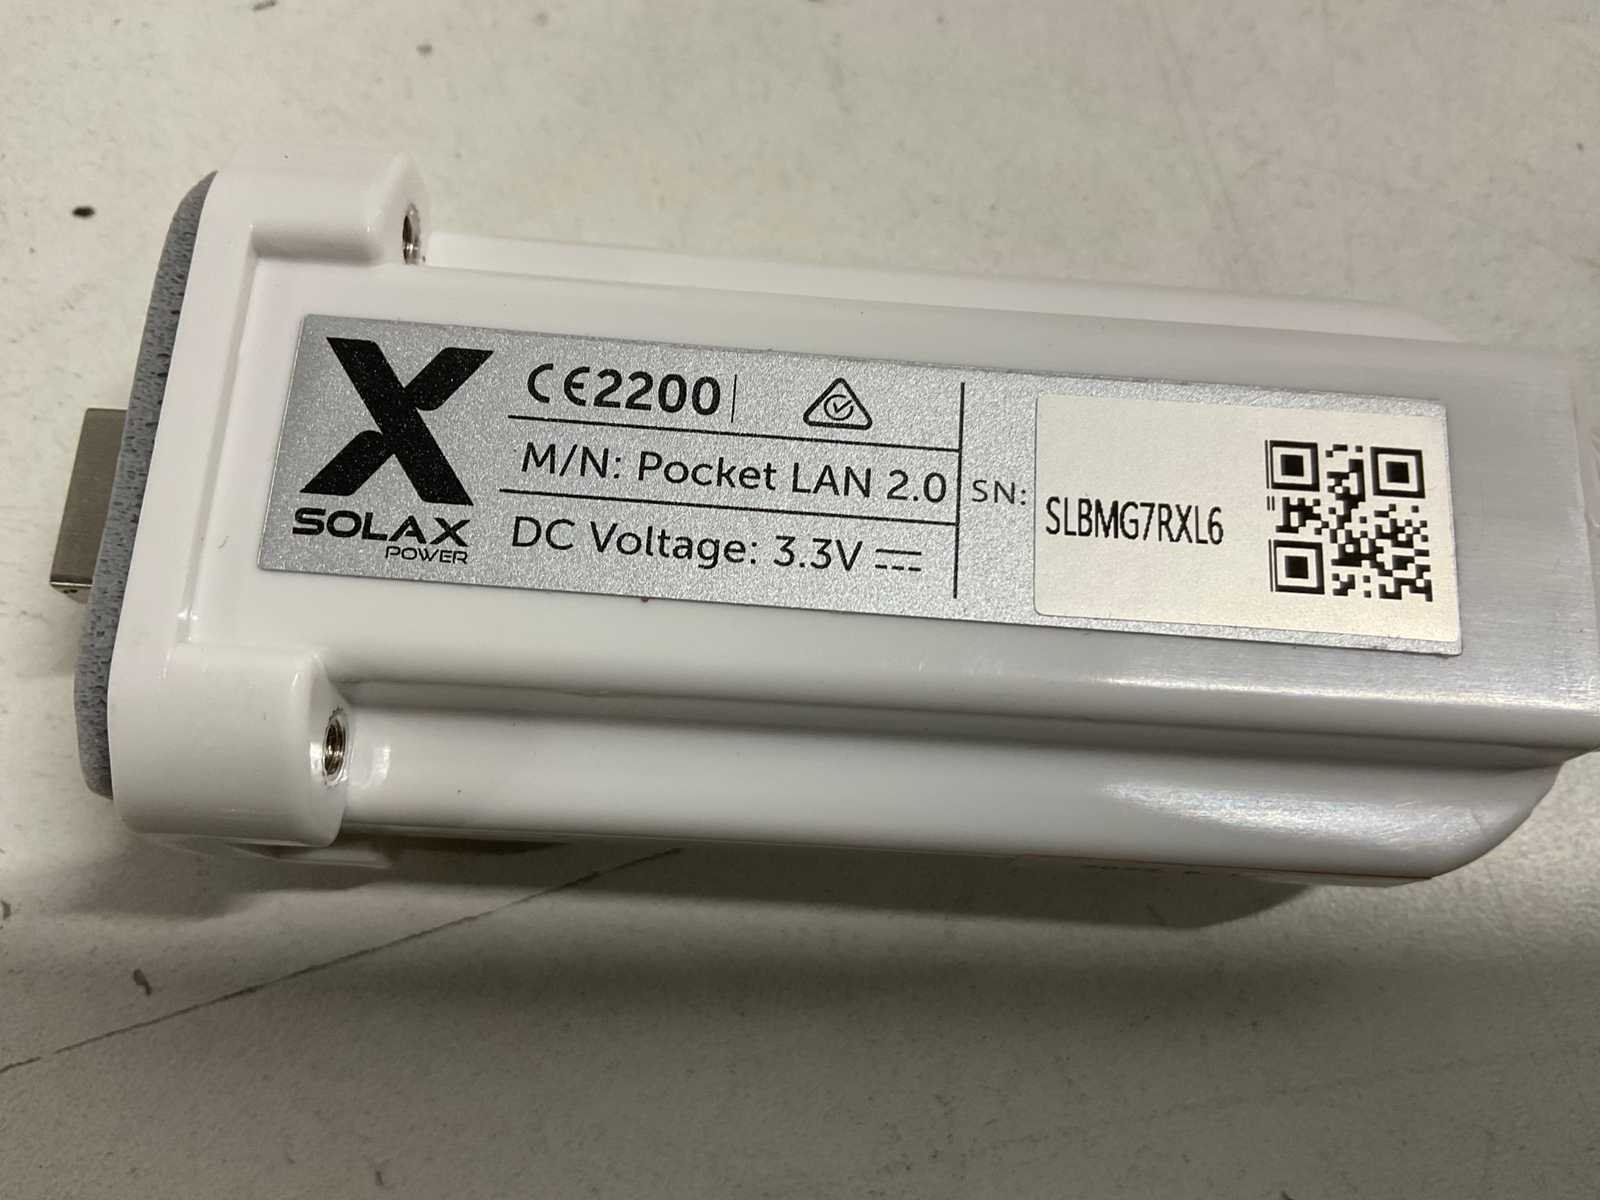 CE2200
M/N: Pocket LAN 2.0
DC Voltage: 3.3V
SOLAX
POWER
SN:
SLBMG7RXL6